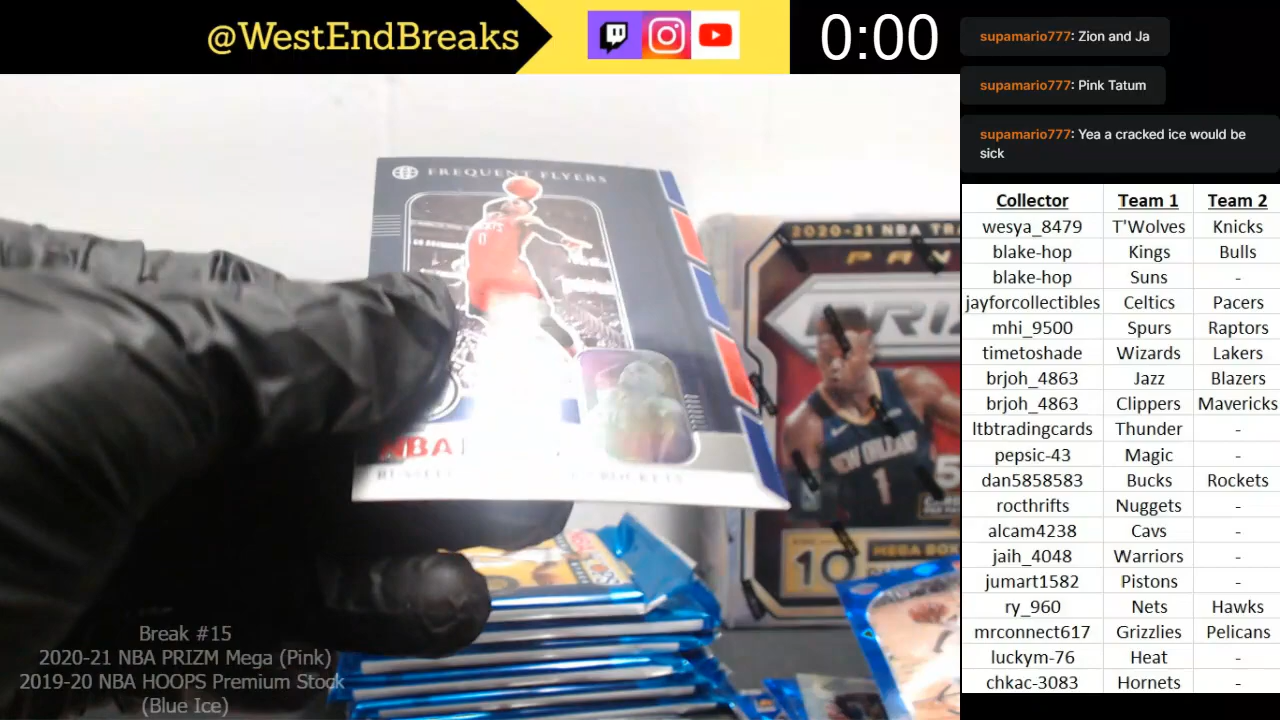 @WestEndBreaks
0:00
supamario777: Zion and Ja
supamario777: Pink Tatum
supamario777: Yea a cracked ice would be
sick
Collector Team 1 Team 2
wesya_8479 T'Wolves Knicks
blake-hop Kings Bulls
blake-hop Suns -
jayforcollectibles Celtics Pacers
mhi_9500 Spurs Raptors
timetoshade Wizards Lakers
brjoh_4863 Jazz Blazers
brjoh_4863 Clippers Mavericks
ltbtradingcards Thunder -
pepsic-43 Magic -
dan5858583 Bucks Rockets
rocthrifts Nuggets -
alcam4238 Cavs -
jaih_4048 Warriors -
jumart1582 Pistons -
ry_960 Nets Hawks
mrconnect617 Grizzlies Pelicans
luckym-76 Heat -
chkac-3083 Hornets -
FREQUENT FLYERS
0
NBA
2020-21 NBA
PRIZ
NEW ORLEANS
1
10 MEGA BOX
Break #15
2020-21 NBA PRIZM Mega (Pink)
2019-20 NBA HOOPS Premium Stock
(Blue Ice)